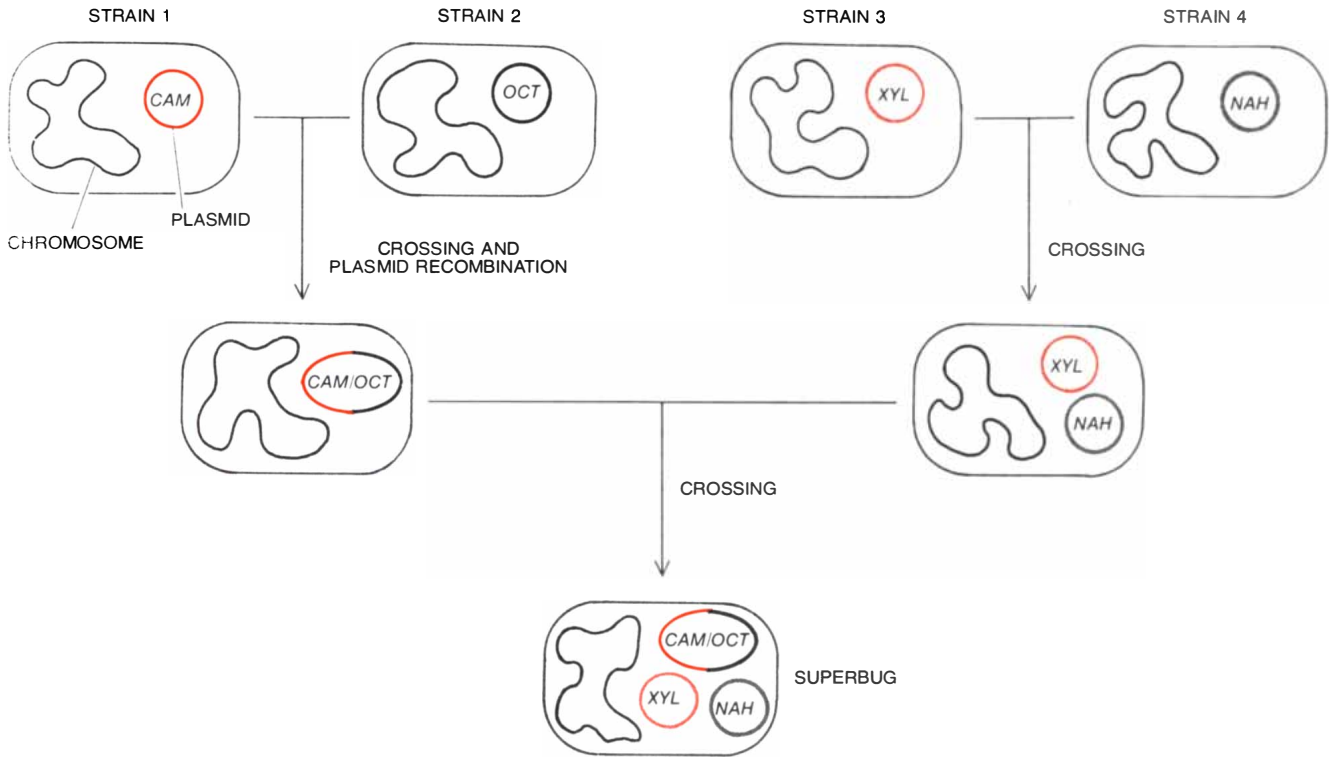 STRAIN 1
STRAIN 2
STRAIN 3
STRAIN 4
CAM
OCT
XYL
NAH
PLASMID
CHROMOSOME
CROSSING AND
PLASMID RECOMBINATION
CROSSING
CAM/OCT
XYL
NAH
CROSSING
CAM/OCT
XYL
NAH
SUPERBUG